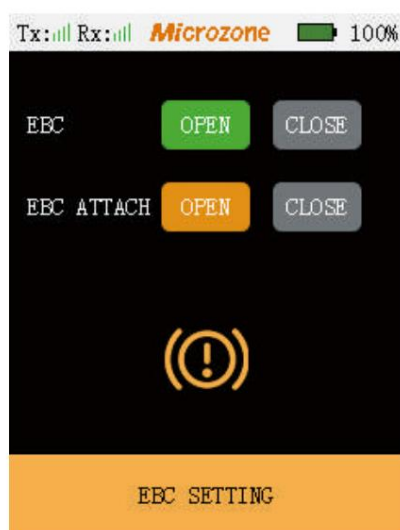 Tx: Rx: Microzone 100%
EBC OPEN CLOSE
EBC ATTACH OPEN CLOSE
EBC SETTING